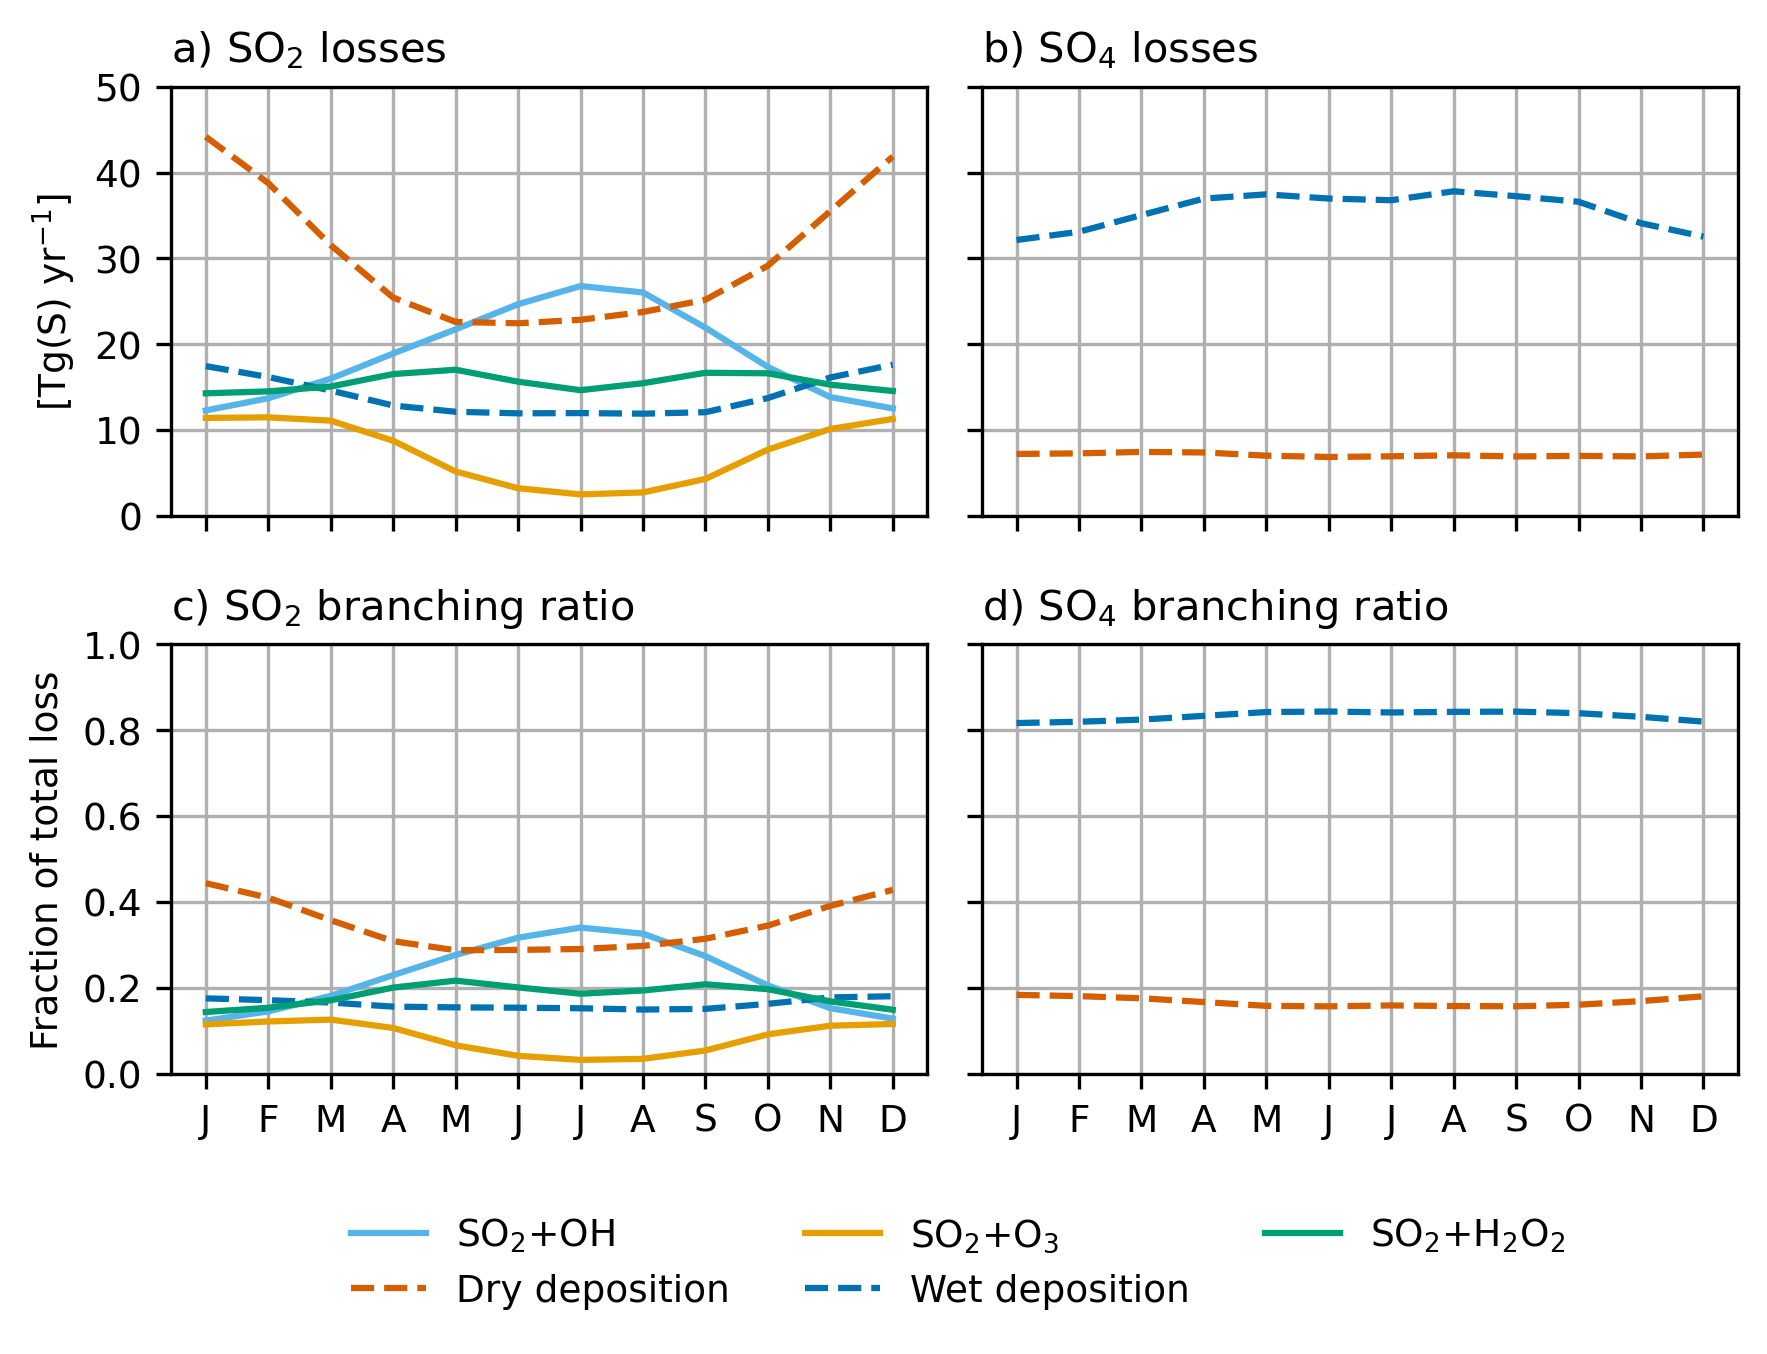 a) SO₂ losses
b) SO₄ losses
[Tg(S) yr⁻¹]
50
40
30
20
10
0
c) SO₂ branching ratio
d) SO₄ branching ratio
Fraction of total loss
1.0
0.8
0.6
0.4
0.2
0.0
J F M A M J J A S O N D
J F M A M J J A S O N D
SO₂+OH
SO₂+O₃
SO₂+H₂O₂
Dry deposition
Wet deposition